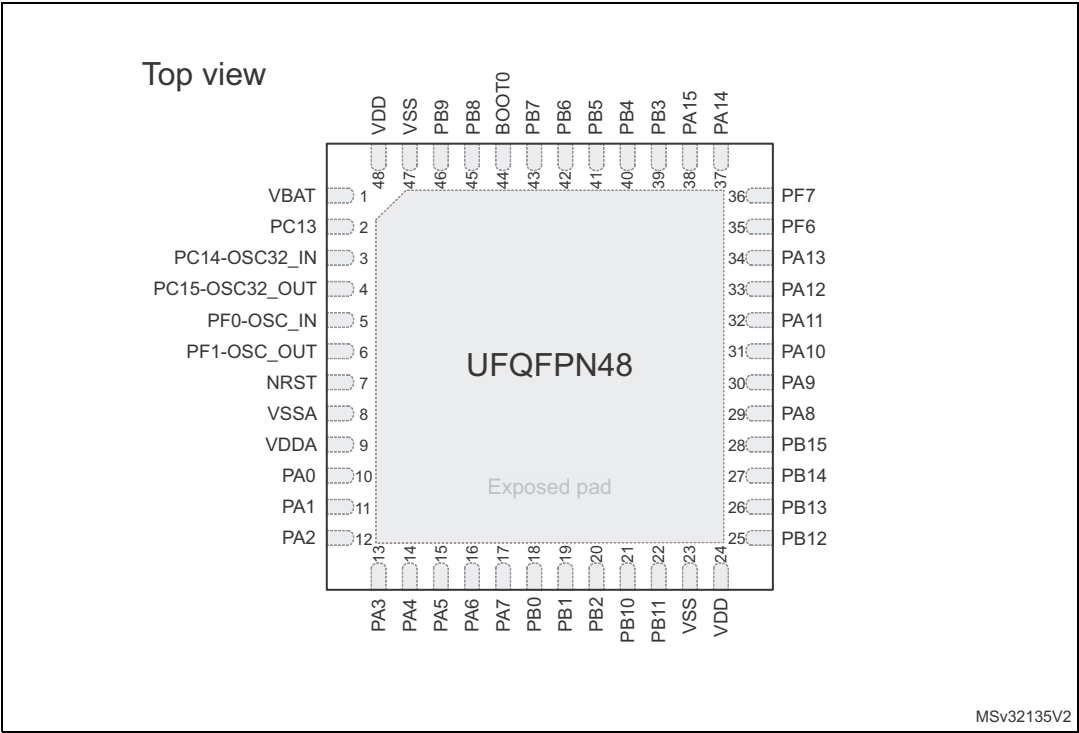 Top view
VDD
VSS
PB9
PB8
BOOT0
PB7
PB6
PB5
PB4
PB3
PA15
PA14
48
47
46
45
44
43
42
41
40
39
38
37
VBAT 1
PC13 2
PC14-OSC32_IN 3
PC15-OSC32_OUT 4
PF0-OSC_IN 5
PF1-OSC_OUT 6
NRST 7
VSSA 8
VDDA 9
PA0 10
PA1 11
PA2 12
UFQFPN48
Exposed pad
36 PF7
35 PF6
34 PA13
33 PA12
32 PA11
31 PA10
30 PA9
29 PA8
28 PB15
27 PB14
26 PB13
25 PB12
13
14
15
16
17
18
19
20
21
22
23
24
PA3
PA4
PA5
PA6
PA7
PB0
PB1
PB2
PB10
PB11
VSS
VDD
MSv32135V2